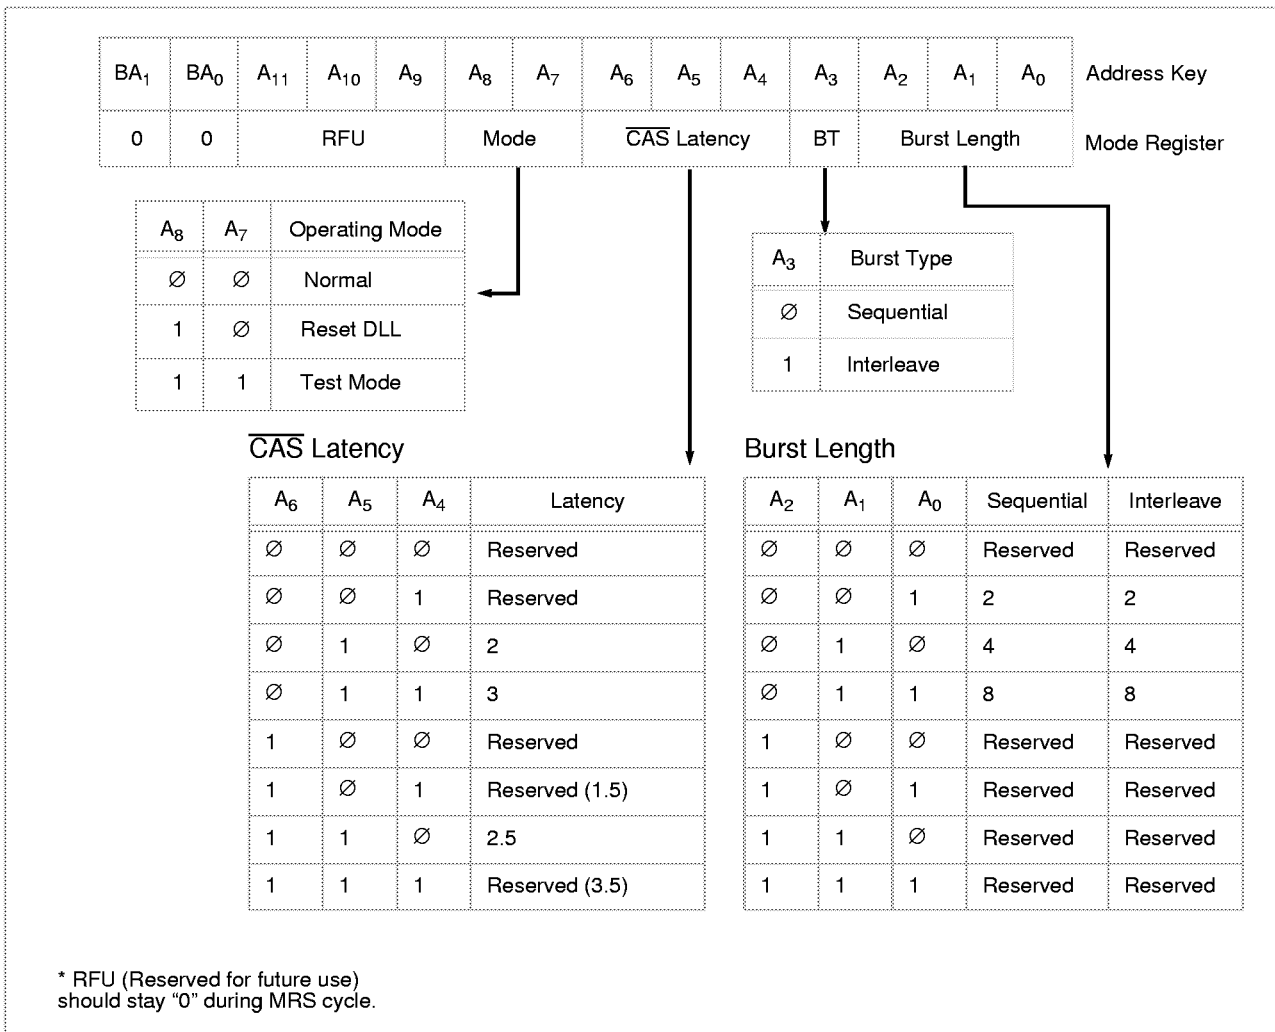 BA₁ BA₀ A₁₁ A₁₀ A₉ A₈ A₇ A₆ A₅ A₄ A₃ A₂ A₁ A₀ Address Key
0 0 RFU Mode C̅A̅S̅ Latency BT Burst Length Mode Register
A₈ A₇ Operating Mode
∅ ∅ Normal
1 ∅ Reset DLL
1 1 Test Mode
A₃ Burst Type
∅ Sequential
1 Interleave
C̅A̅S̅ Latency
A₆ A₅ A₄ Latency
∅ ∅ ∅ Reserved
∅ ∅ 1 Reserved
∅ 1 ∅ 2
∅ 1 1 3
1 ∅ ∅ Reserved
1 ∅ 1 Reserved (1.5)
1 1 ∅ 2.5
1 1 1 Reserved (3.5)
Burst Length
A₂ A₁ A₀ Sequential Interleave
∅ ∅ ∅ Reserved Reserved
∅ ∅ 1 2 2
∅ 1 ∅ 4 4
∅ 1 1 8 8
1 ∅ ∅ Reserved Reserved
1 ∅ 1 Reserved Reserved
1 1 ∅ Reserved Reserved
1 1 1 Reserved Reserved
* RFU (Reserved for future use)
should stay “0” during MRS cycle.